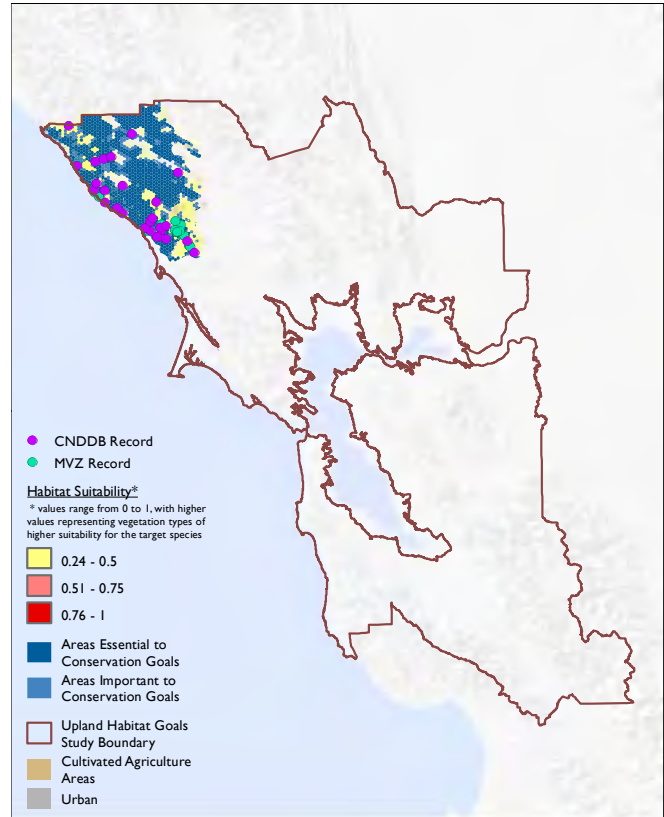 CNDDB Record
MVZ Record
Habitat Suitability*
* values range from 0 to 1, with higher
values representing vegetation types of
higher suitability for the target species
0.24 - 0.5
0.51 - 0.75
0.76 - 1
Areas Essential to
Conservation Goals
Areas Important to
Conservation Goals
Upland Habitat Goals
Study Boundary
Cultivated Agriculture
Areas
Urban